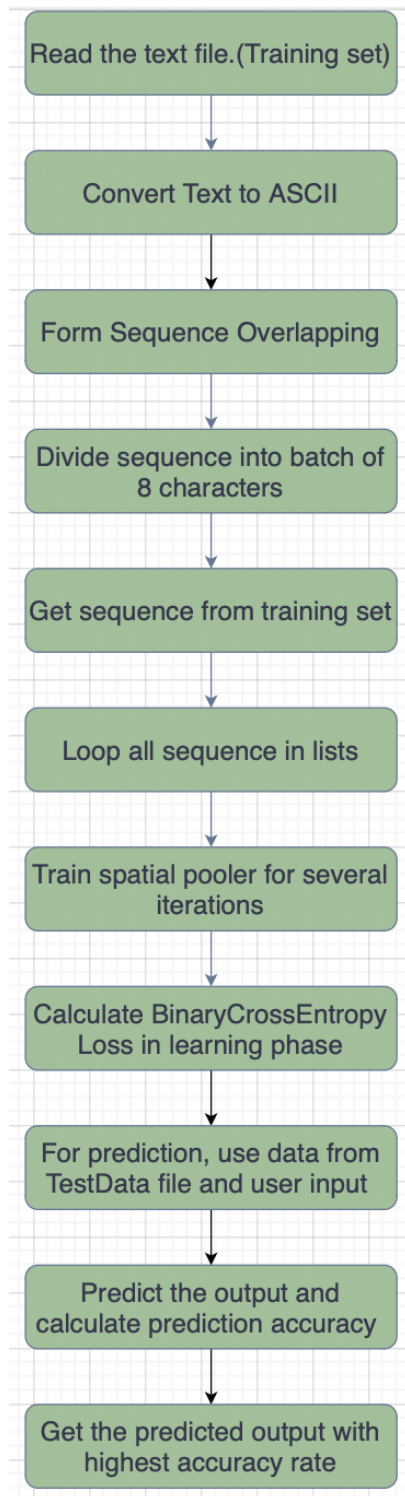 Read the text file.(Training set)
Convert Text to ASCII
Form Sequence Overlapping
Divide sequence into batch of
8 characters
Get sequence from training set
Loop all sequence in lists
Train spatial pooler for several
iterations
Calculate BinaryCrossEntropy
Loss in learning phase
For prediction, use data from
TestData file and user input
Predict the output and
calculate prediction accuracy
Get the predicted output with
highest accuracy rate